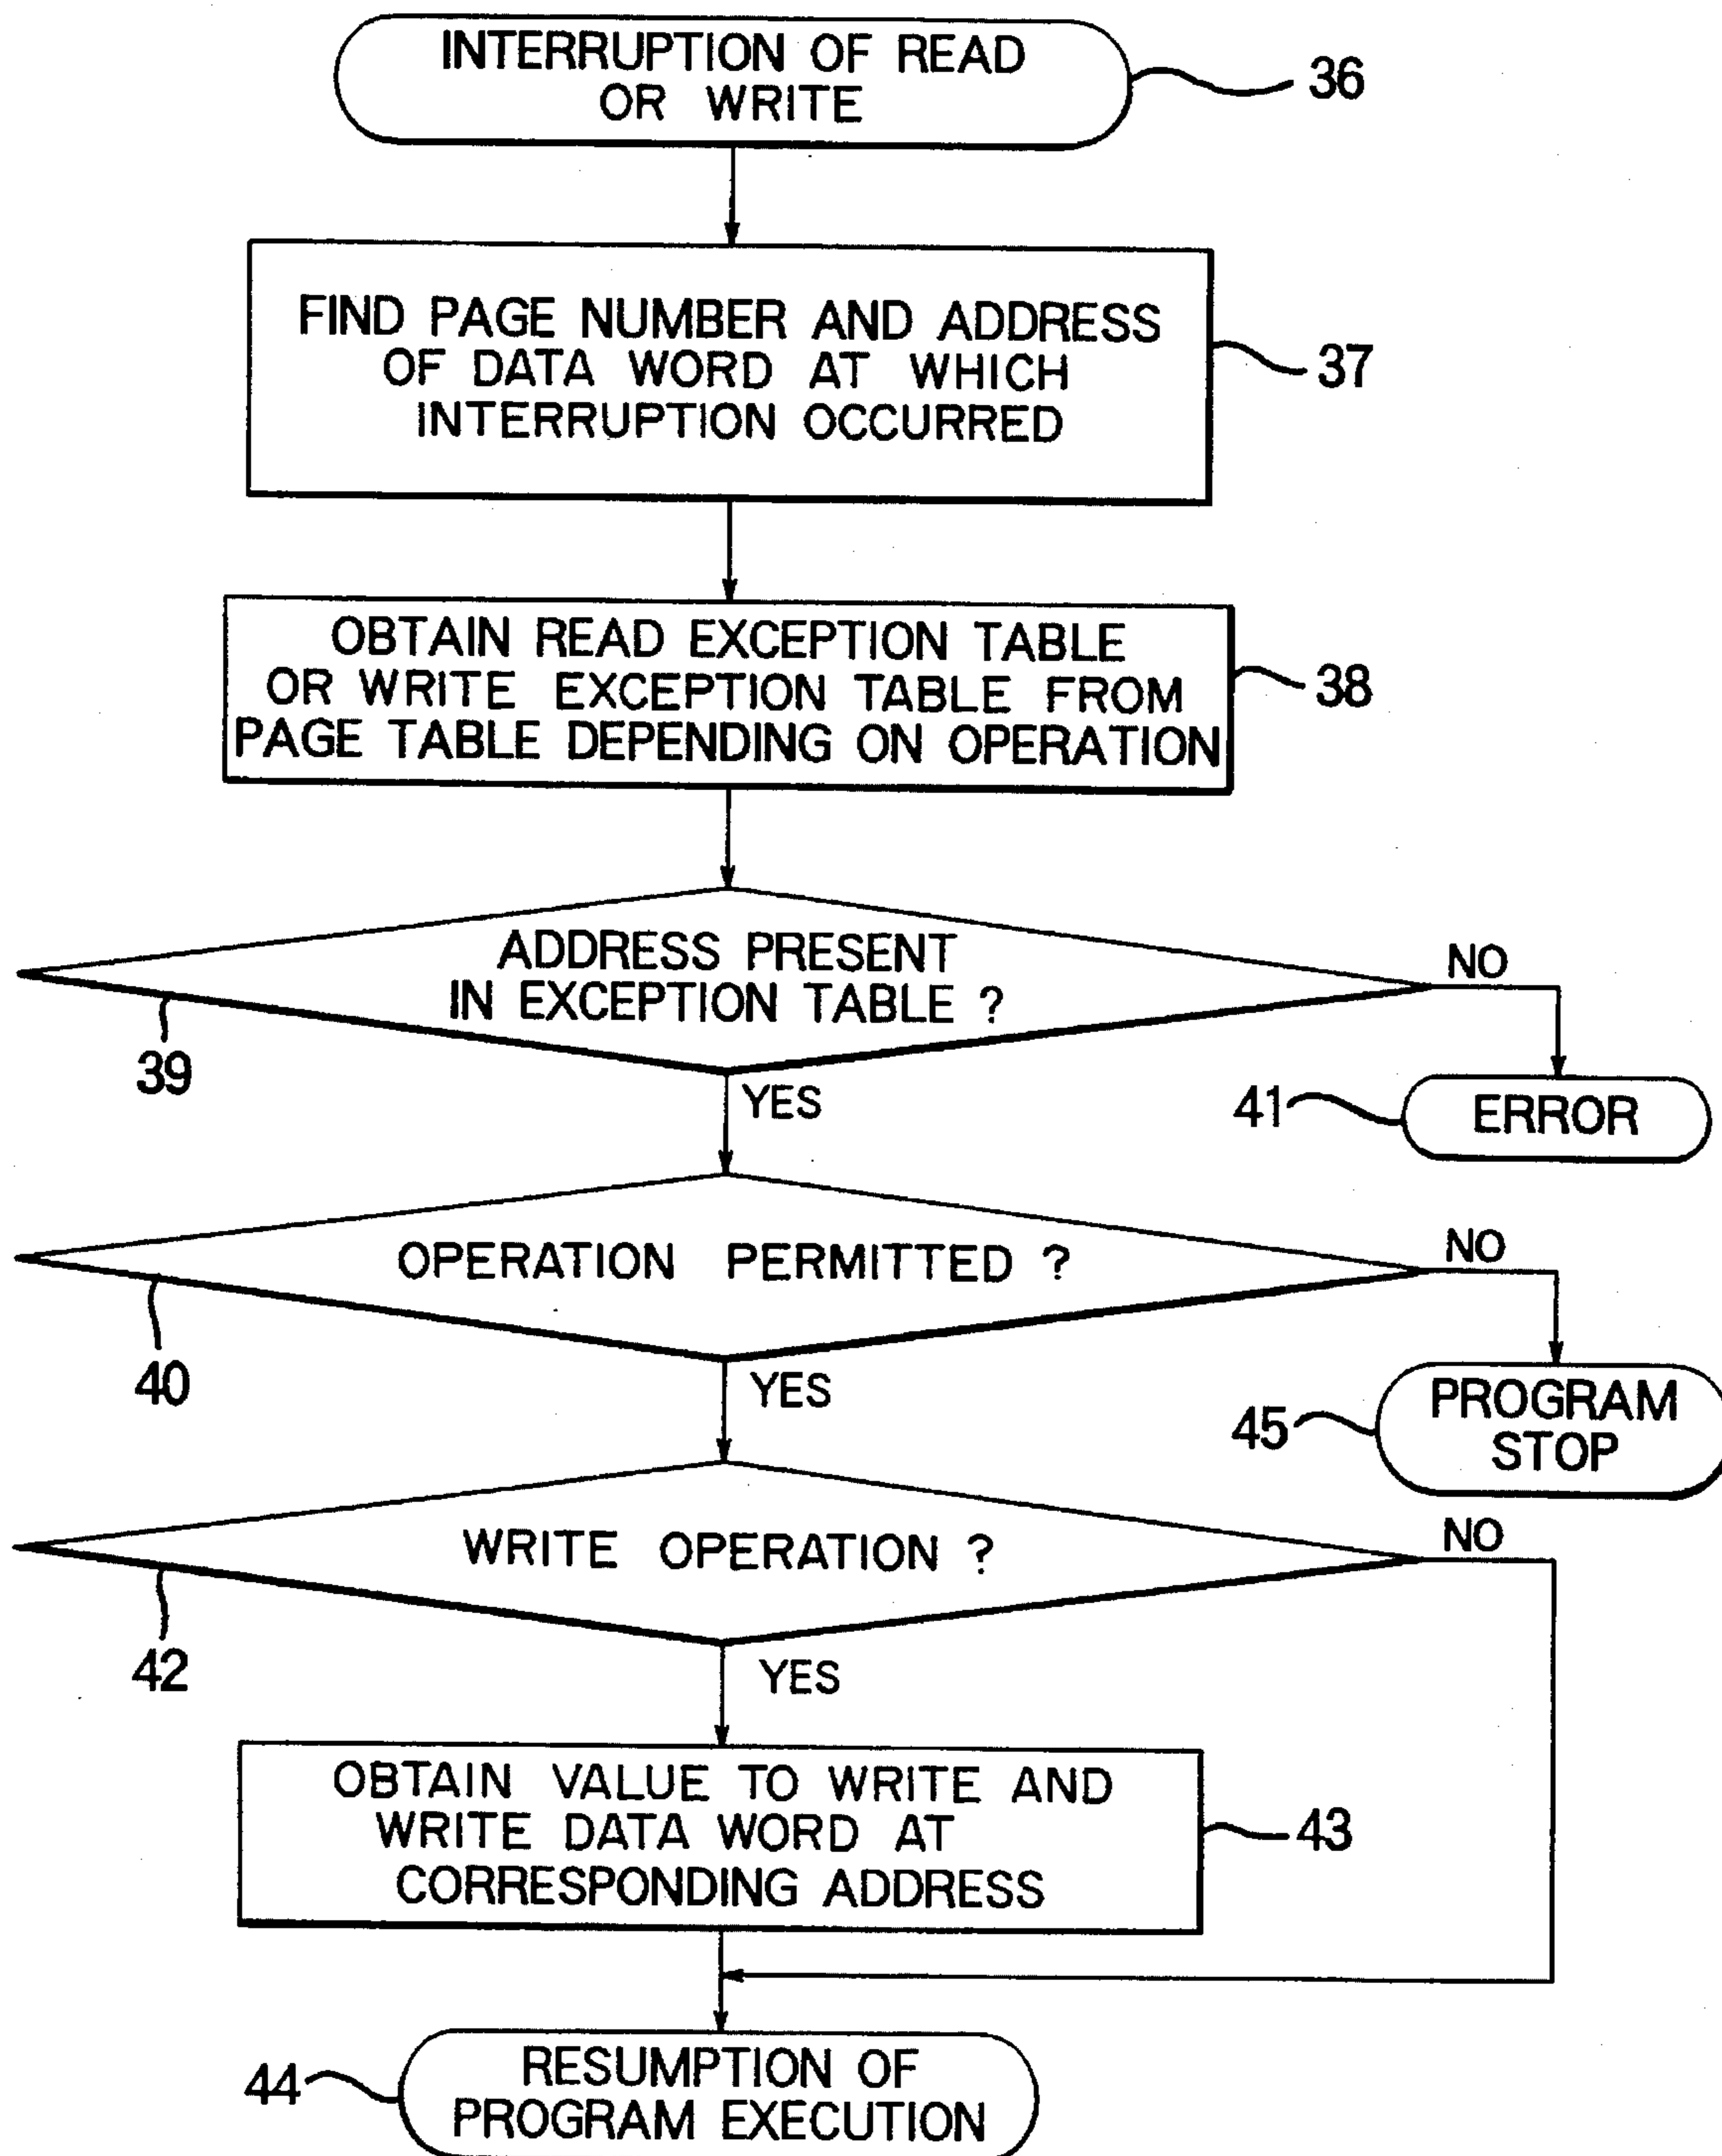 INTERRUPTION OF READ
OR WRITE
36
FIND PAGE NUMBER AND ADDRESS
OF DATA WORD AT WHICH
INTERRUPTION OCCURRED
37
OBTAIN READ EXCEPTION TABLE
OR WRITE EXCEPTION TABLE FROM
PAGE TABLE DEPENDING ON OPERATION
38
ADDRESS PRESENT
IN EXCEPTION TABLE ?
NO
39
YES
41
ERROR
OPERATION PERMITTED ?
NO
40
YES
45
PROGRAM
STOP
WRITE OPERATION ?
NO
42
YES
OBTAIN VALUE TO WRITE AND
WRITE DATA WORD AT
CORRESPONDING ADDRESS
43
44
RESUMPTION OF
PROGRAM EXECUTION